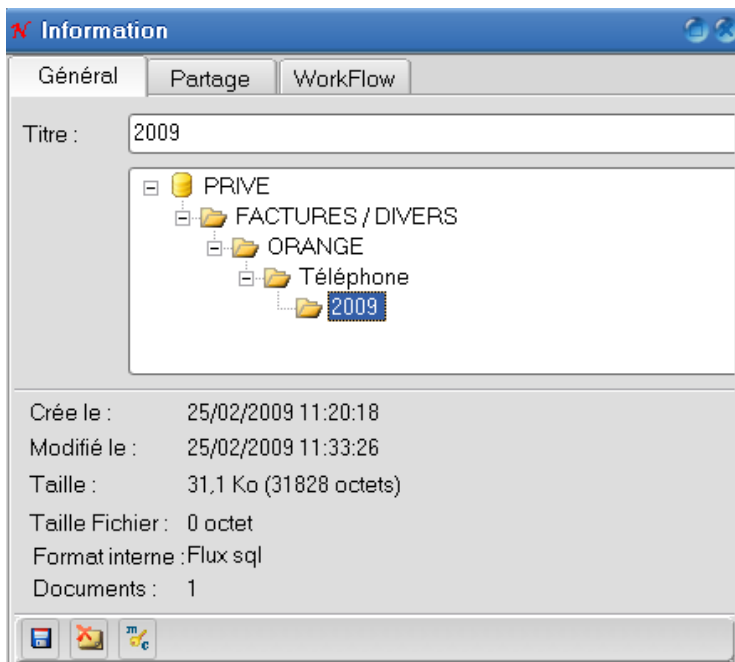 N Information
Général Partage WorkFlow
Titre : 2009
PRIVE
FACTURES / DIVERS
ORANGE
Téléphone
2009
Crée le : 25/02/2009 11:20:18
Modifié le : 25/02/2009 11:33:26
Taille : 31,1 Ko (31828 octets)
Taille Fichier : 0 octet
Format interne : Flux sql
Documents : 1
m c